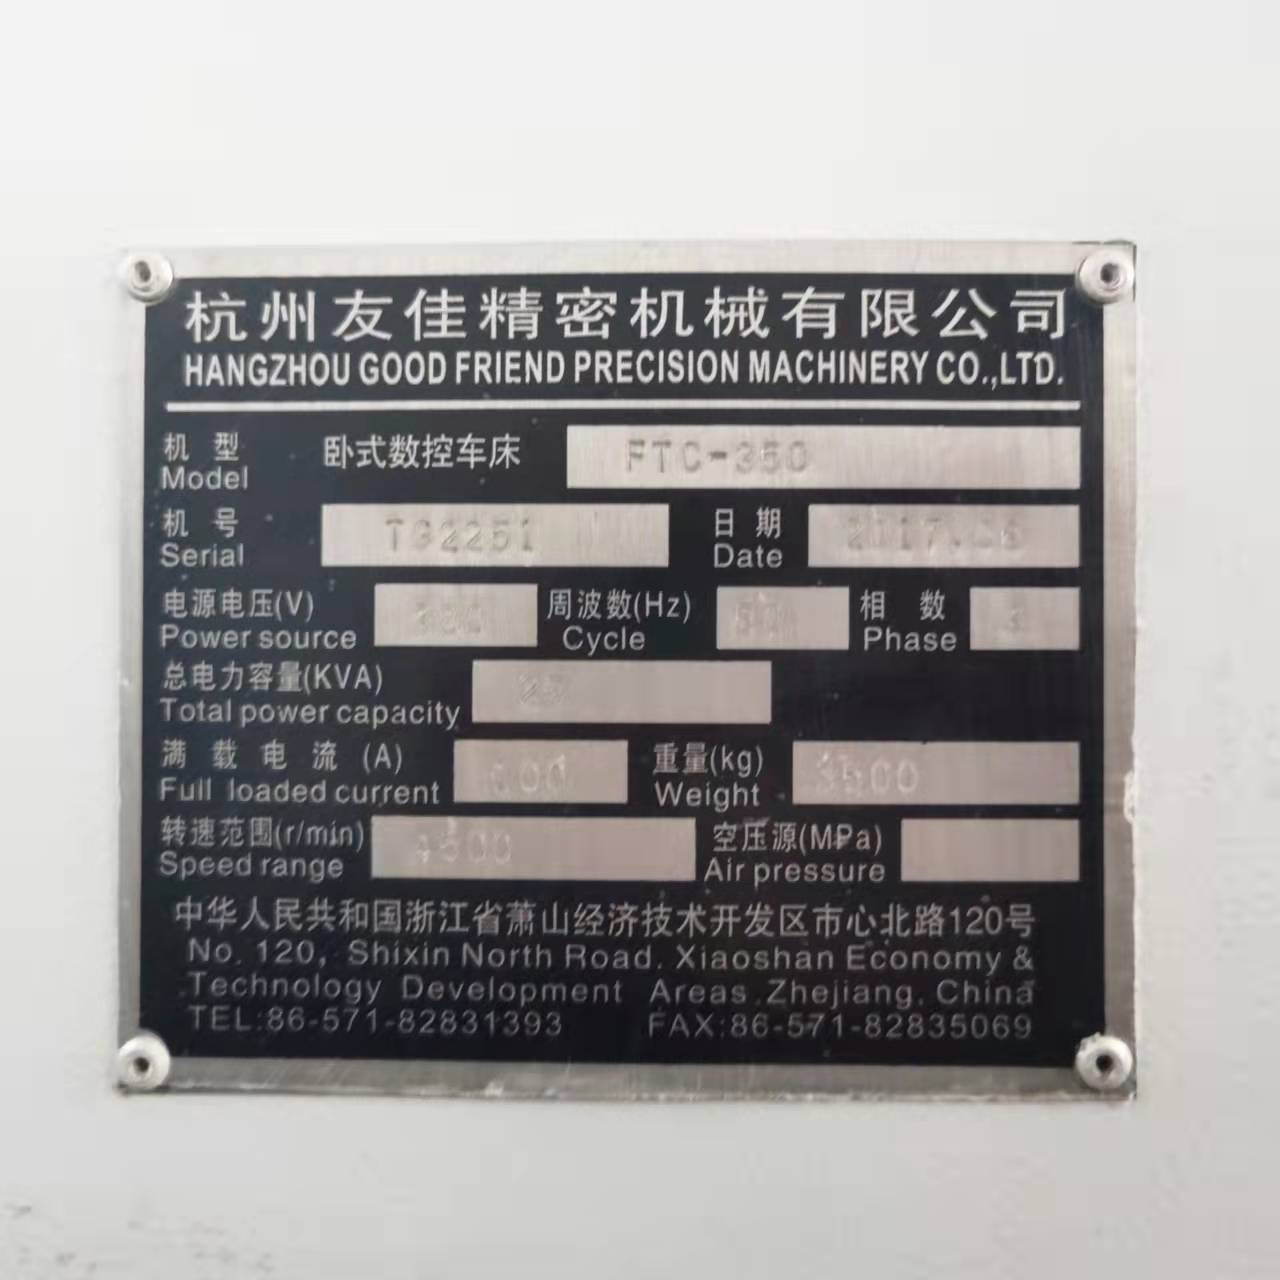 杭州友佳精密机械有限公司
HANGZHOU GOOD FRIEND PRECISION MACHINERY CO.,LTD.
机 型 卧式数控车床 FTC-350
Model
机 号 日 期
Serial Date
电源电压(V) 380 周波数(Hz) 50 相 数 3
Power source Cycle Phase
总电力容量(KVA)
Total power capacity
满 载 电 流 (A) 重量(kg) 3500
Full loaded current Weight
转速范围(r/min) 4500 空压源(MPa)
Speed range Air pressure
中华人民共和国浙江省萧山经济技术开发区市心北路120号
No. 120, Shixin North Road. Xiaoshan Economy &
Technology Development Areas.Zhejiang. China
TEL:86-571-82831393 FAX:86-571-82835069